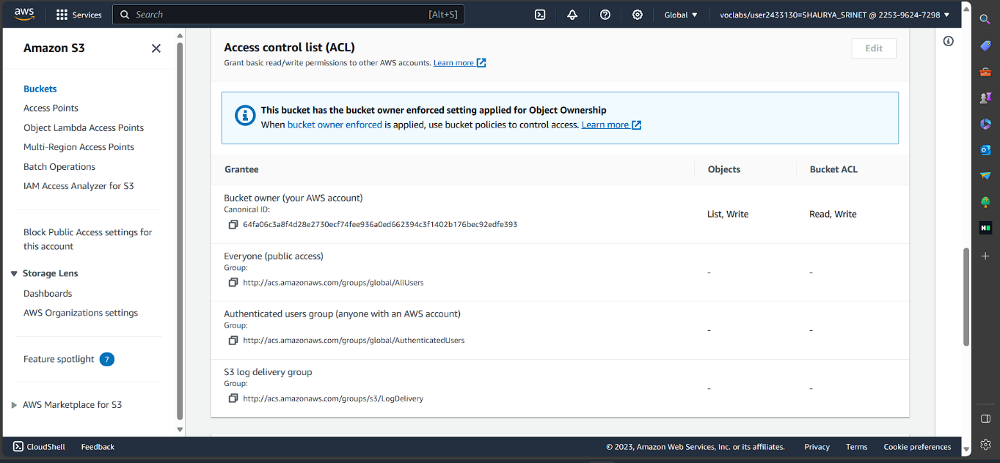 aws
Services
Search
[Alt+S]
Global
voclabs/user2433130=SHAURYA_SRINET @ 2253-9624-7298
Amazon S3
Buckets
Access Points
Object Lambda Access Points
Multi-Region Access Points
Batch Operations
IAM Access Analyzer for S3
Block Public Access settings for
this account
Storage Lens
Dashboards
AWS Organizations settings
Feature spotlight 7
AWS Marketplace for S3
Access control list (ACL)
Edit
Grant basic read/write permissions to other AWS accounts. Learn more
This bucket has the bucket owner enforced setting applied for Object Ownership
When bucket owner enforced is applied, use bucket policies to control access. Learn more
Grantee
Objects
Bucket ACL
Bucket owner (your AWS account)
Canonical ID:
64fa06c3a8f4d28e2730ecf74fee936a0ed662394c3f1402b176bec92edfe393
List, Write
Read, Write
Everyone (public access)
Group:
http://acs.amazonaws.com/groups/global/AllUsers
-
-
Authenticated users group (anyone with an AWS account)
Group:
http://acs.amazonaws.com/groups/global/AuthenticatedUsers
-
-
S3 log delivery group
Group:
http://acs.amazonaws.com/groups/s3/LogDelivery
-
-
CloudShell
Feedback
© 2023, Amazon Web Services, Inc. or its affiliates.
Privacy
Terms
Cookie preferences